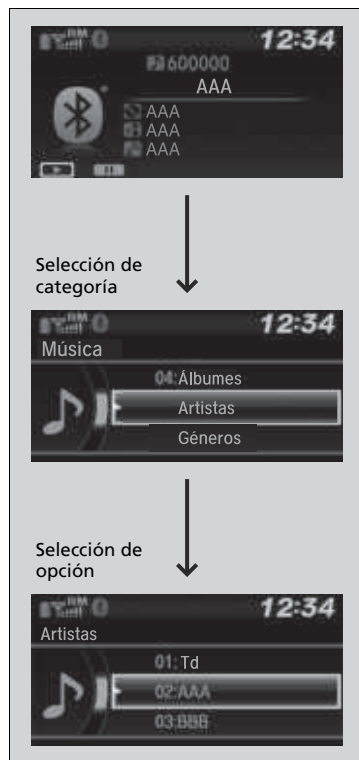 12:34
600000
AAA
AAA
AAA
AAA
Selección de
categoría
12:34
Música
04:Álbumes
Artistas
Géneros
Selección de
opción
12:34
Artistas
01:Td
02:AAA
03:BBB